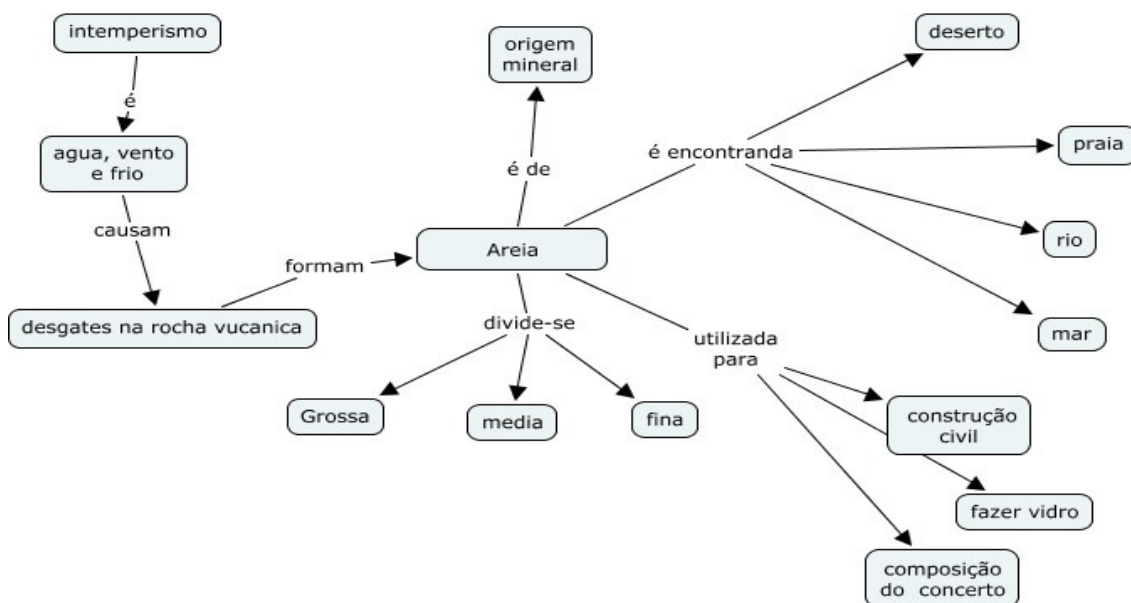 intemperismo
é
agua, vento
e frio
causam
desgates na rocha vucanica
formam
Areia
é de
origem
mineral
é encontranda
deserto
praia
rio
mar
divide-se
Grossa
media
fina
utilizada
para
construção
civil
fazer vidro
composição
do concerto